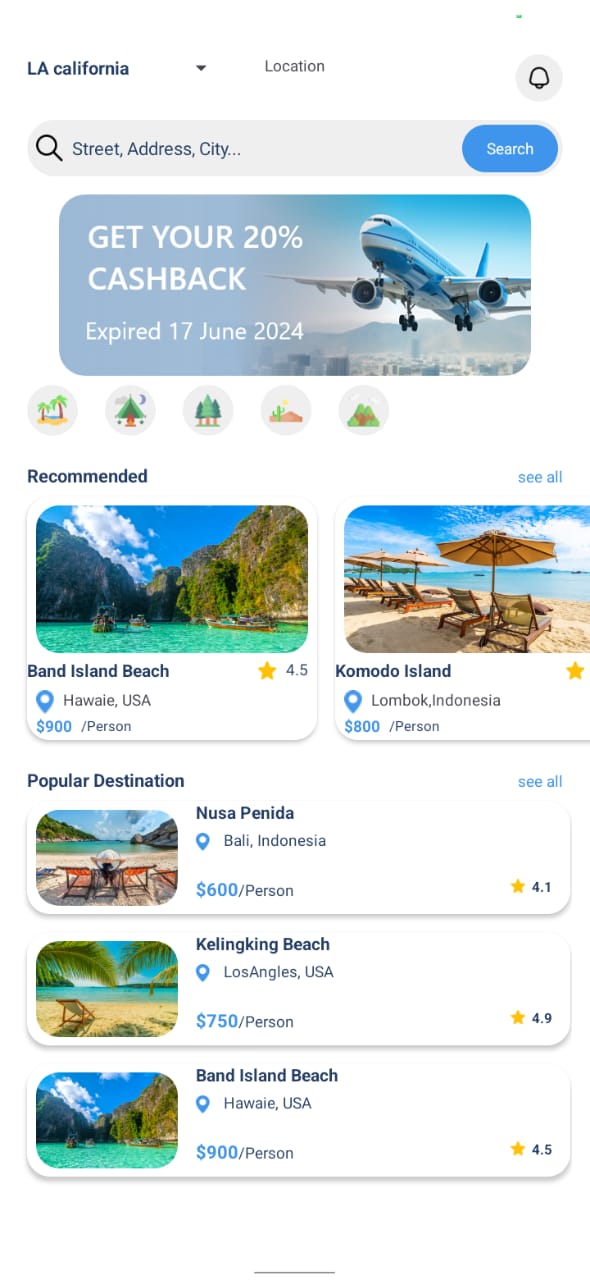 LA california
Location
Street, Address, City...
Search
GET YOUR 20%
CASHBACK
Expired 17 June 2024
Recommended
see all
Band Island Beach
4.5
Hawaie, USA
$900 /Person
Komodo Island
Lombok,Indonesia
$800 /Person
Popular Destination
see all
Nusa Penida
Bali, Indonesia
$600/Person
4.1
Kelingking Beach
LosAngles, USA
$750/Person
4.9
Band Island Beach
Hawaie, USA
$900/Person
4.5